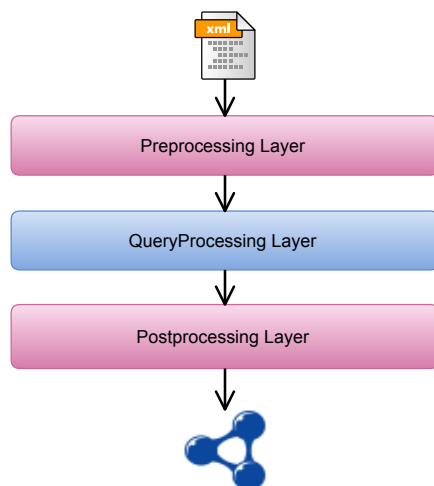 xml
Preprocessing Layer
QueryProcessing Layer
Postprocessing Layer